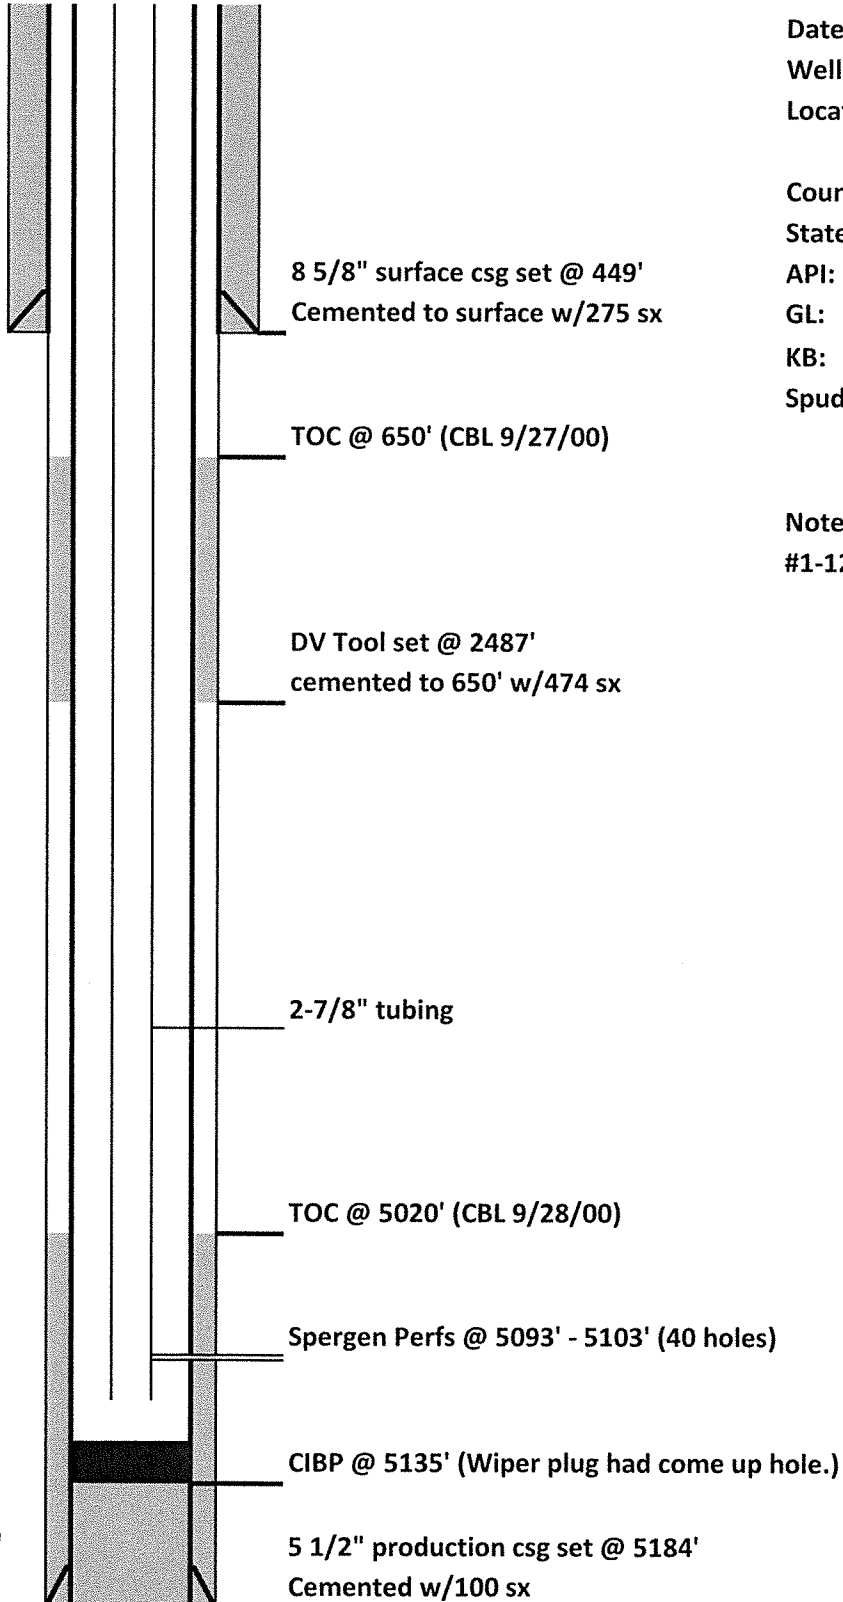 Date
Well
Locat
Coun
State
API:
GL:
KB:
Spud
Note
#1-12
8 5/8" surface csg set @ 449'
Cemented to surface w/275 sx
TOC @ 650' (CBL 9/27/00)
DV Tool set @ 2487'
cemented to 650' w/474 sx
2-7/8" tubing
TOC @ 5020' (CBL 9/28/00)
Spergen Perfs @ 5093' - 5103' (40 holes)
CIBP @ 5135' (Wiper plug had come up hole.)
5 1/2" production csg set @ 5184'
Cemented w/100 sx